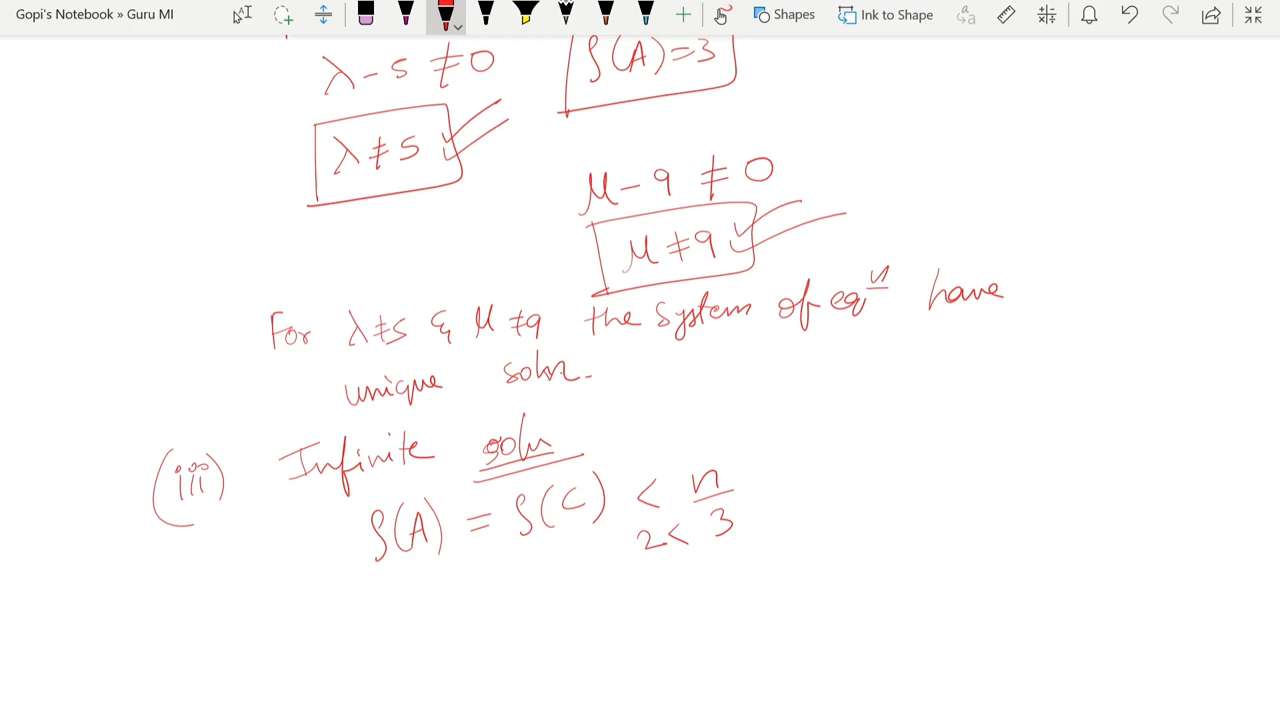 Gopi's Notebook » Guru MI
Shapes
Ink to Shape
λ - 5 ≠ 0
ρ(A) = 3
λ ≠ 5
μ - 9 ≠ 0
μ ≠ 9
For λ≠5 & μ≠9 the system of eqⁿ have
unique soln.
(iii) Infinite soln
ρ(A) = ρ(C) < n
2 < 3